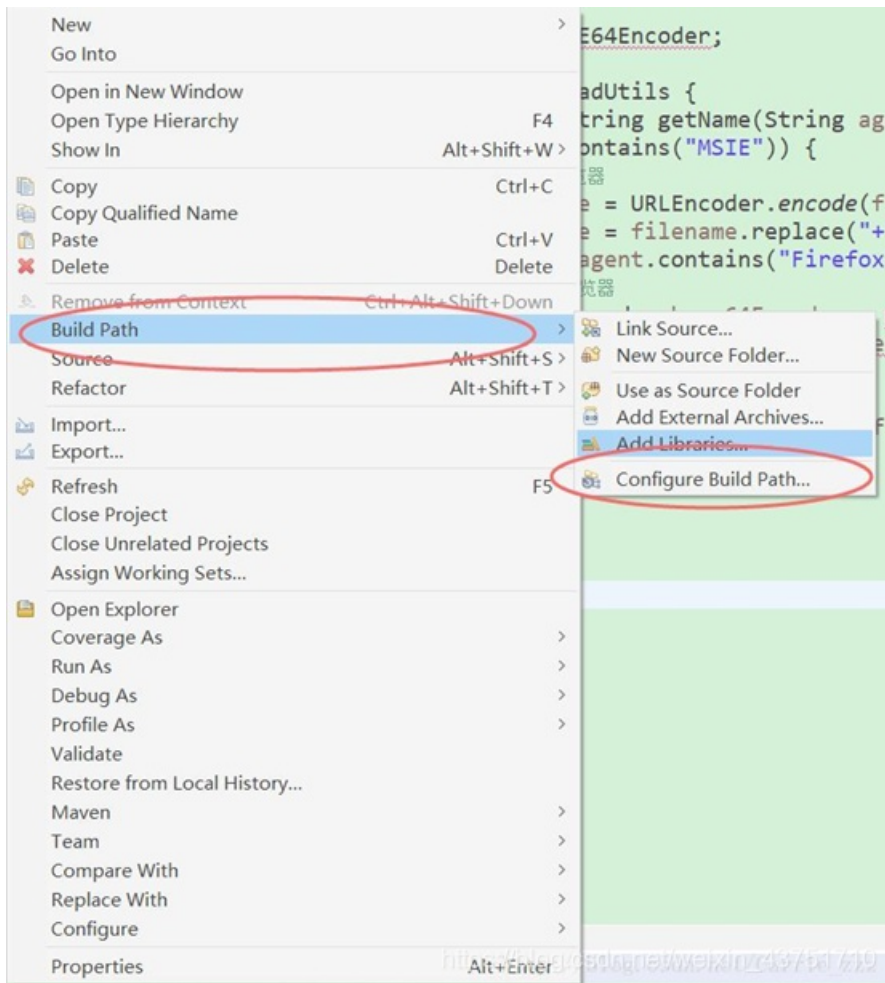 New
Go Into
Open in New Window
Open Type Hierarchy F4
Show In Alt+Shift+W >
Copy Ctrl+C
Copy Qualified Name
Paste Ctrl+V
Delete Delete
Remove from Context Ctrl+Alt+Shift+Down
Build Path
Source Alt+Shift+S >
Refactor Alt+Shift+T >
Import...
Export...
Refresh F5
Close Project
Close Unrelated Projects
Assign Working Sets...
Open Explorer
Coverage As
Run As
Debug As
Profile As
Validate
Restore from Local History...
Maven
Team
Compare With
Replace With
Configure
Properties Alt+Enter
Link Source...
New Source Folder...
Use as Source Folder
Add External Archives...
Add Libraries...
Configure Build Path...
E64Encoder;
adUtils {
tring getName(String ag
ontains("MSIE")) {
e = URLEncoder.encode(f
e = filename.replace("+
agent.contains("Firefox